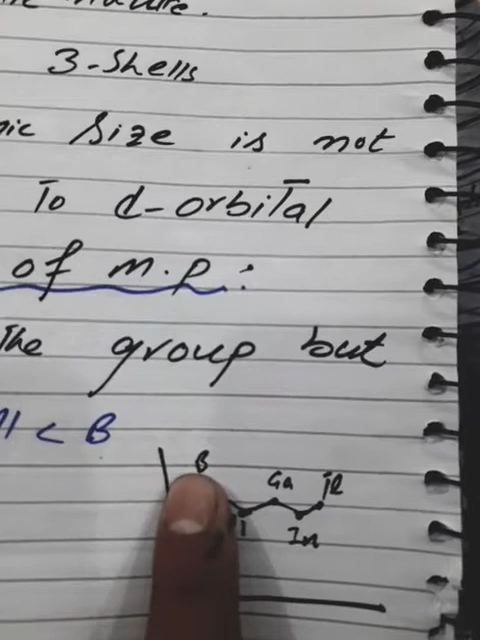 3-Shells
Size is not
To d-orbital
of m.p:
The group but
< B
B
Ga Tl
In